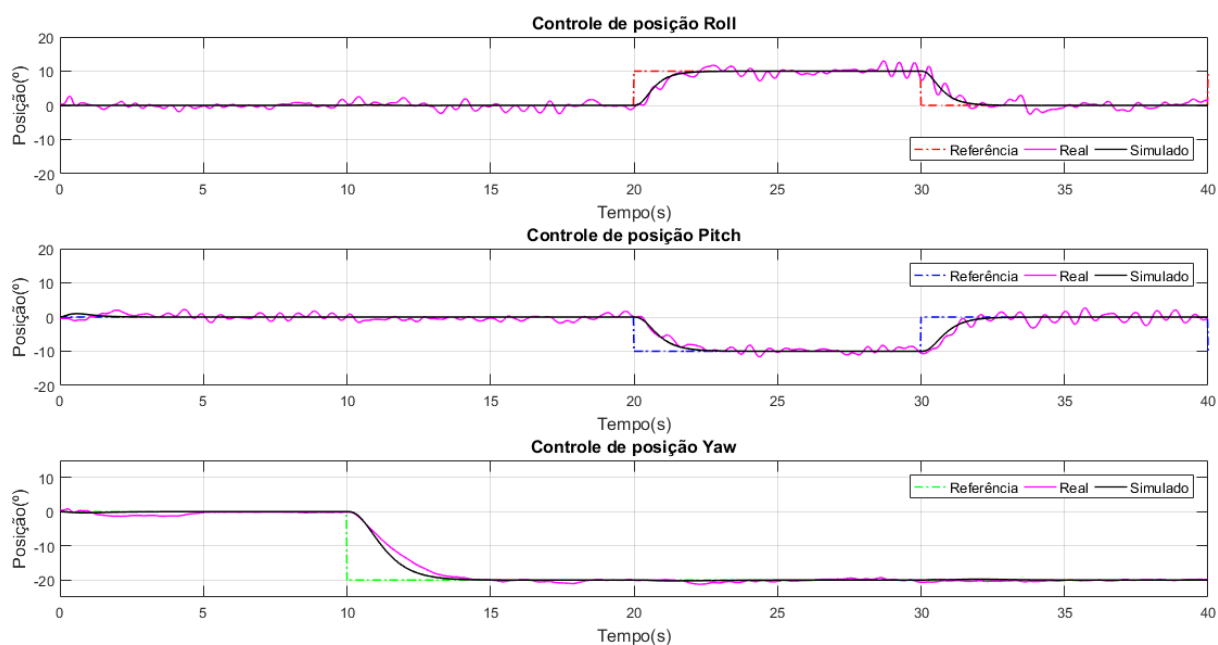 Controle de posição Roll
20
10
0
-10
-20
Posição(º)
Referência Real Simulado
0 5 10 15 20 25 30 35 40
Tempo(s)
Controle de posição Pitch
20
10
0
-10
-20
Posição(º)
Referência Real Simulado
0 5 10 15 20 25 30 35 40
Tempo(s)
Controle de posição Yaw
10
0
-10
-20
Posição(º)
Referência Real Simulado
0 5 10 15 20 25 30 35 40
Tempo(s)